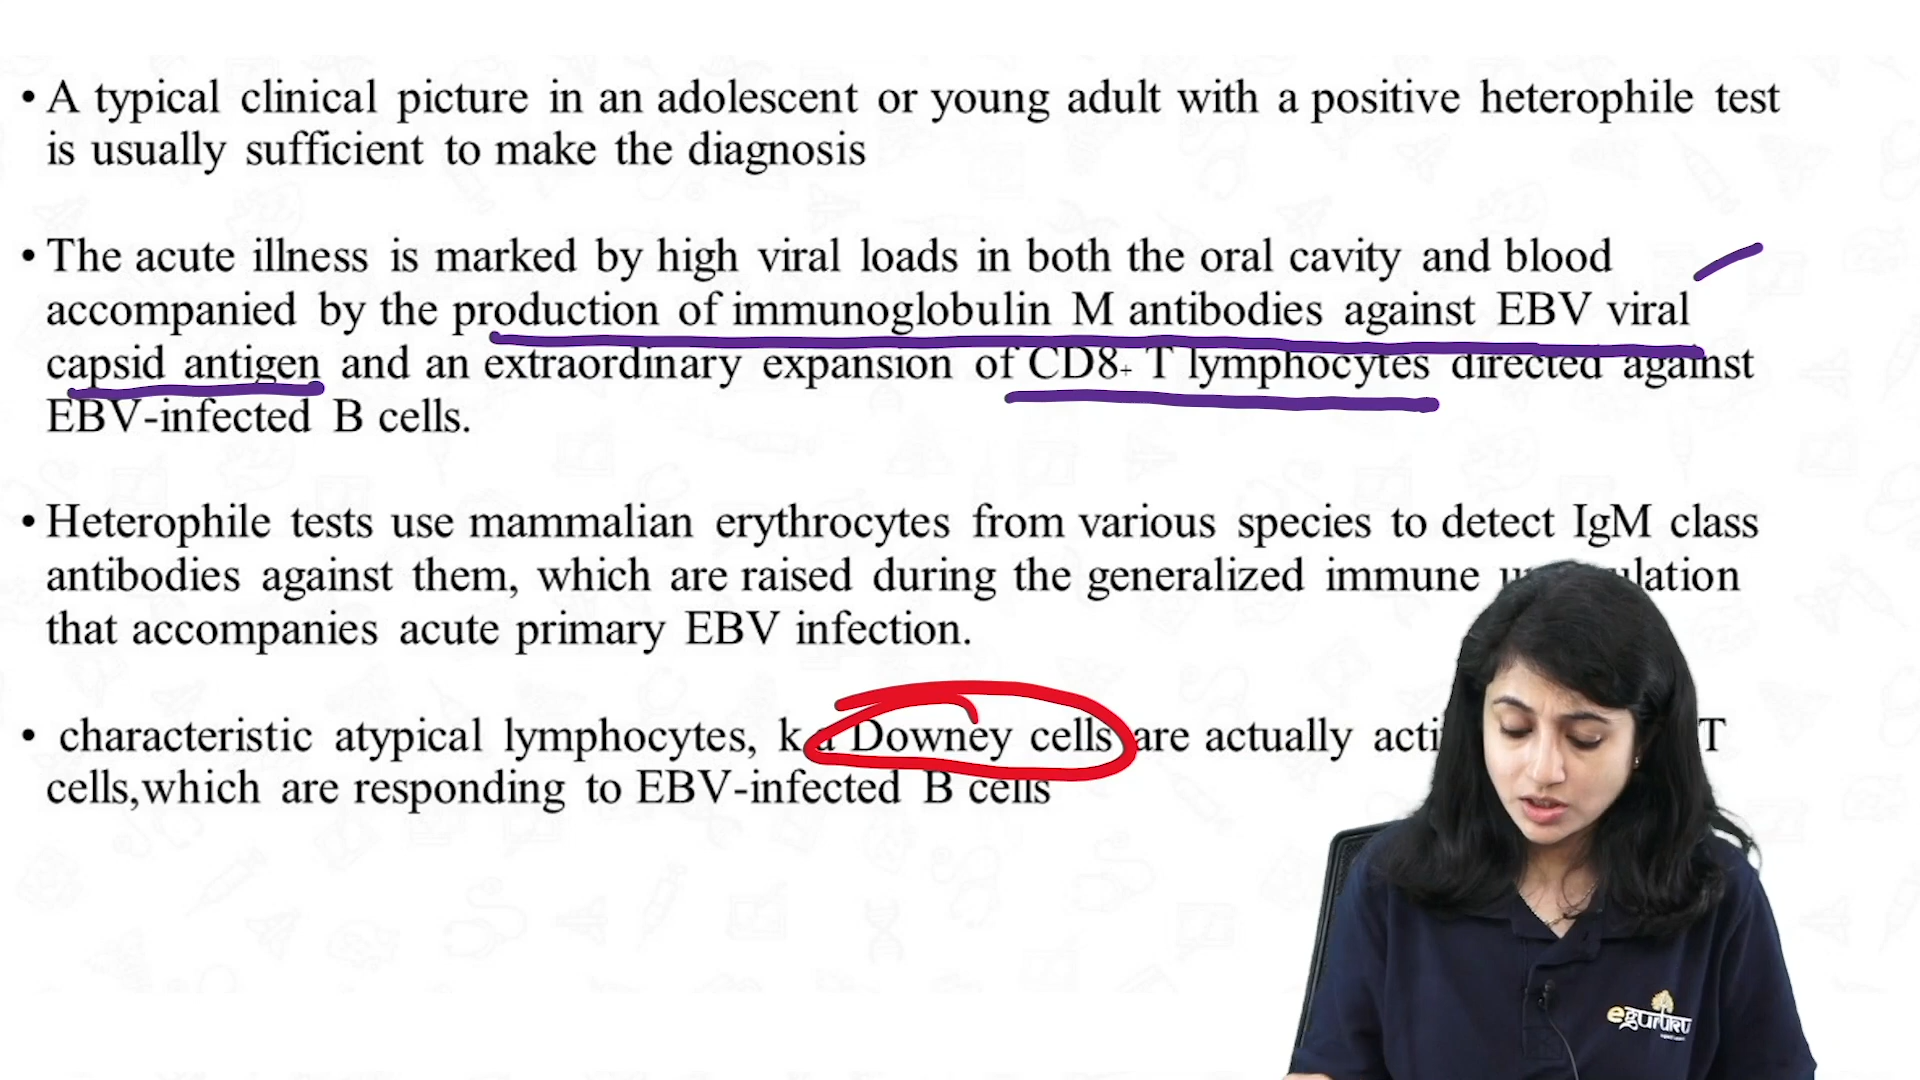 • A typical clinical picture in an adolescent or young adult with a positive heterophile test
is usually sufficient to make the diagnosis
• The acute illness is marked by high viral loads in both the oral cavity and blood
accompanied by the production of immunoglobulin M antibodies against EBV viral
capsid antigen and an extraordinary expansion of CD8+ T lymphocytes directed against
EBV-infected B cells.
• Heterophile tests use mammalian erythrocytes from various species to detect IgM class
antibodies against them, which are raised during the generalized immune
that accompanies acute primary EBV infection.
• characteristic atypical lymphocytes, k.a Downey cells are actually T
cells,which are responding to EBV-infected B cells
eGurukul